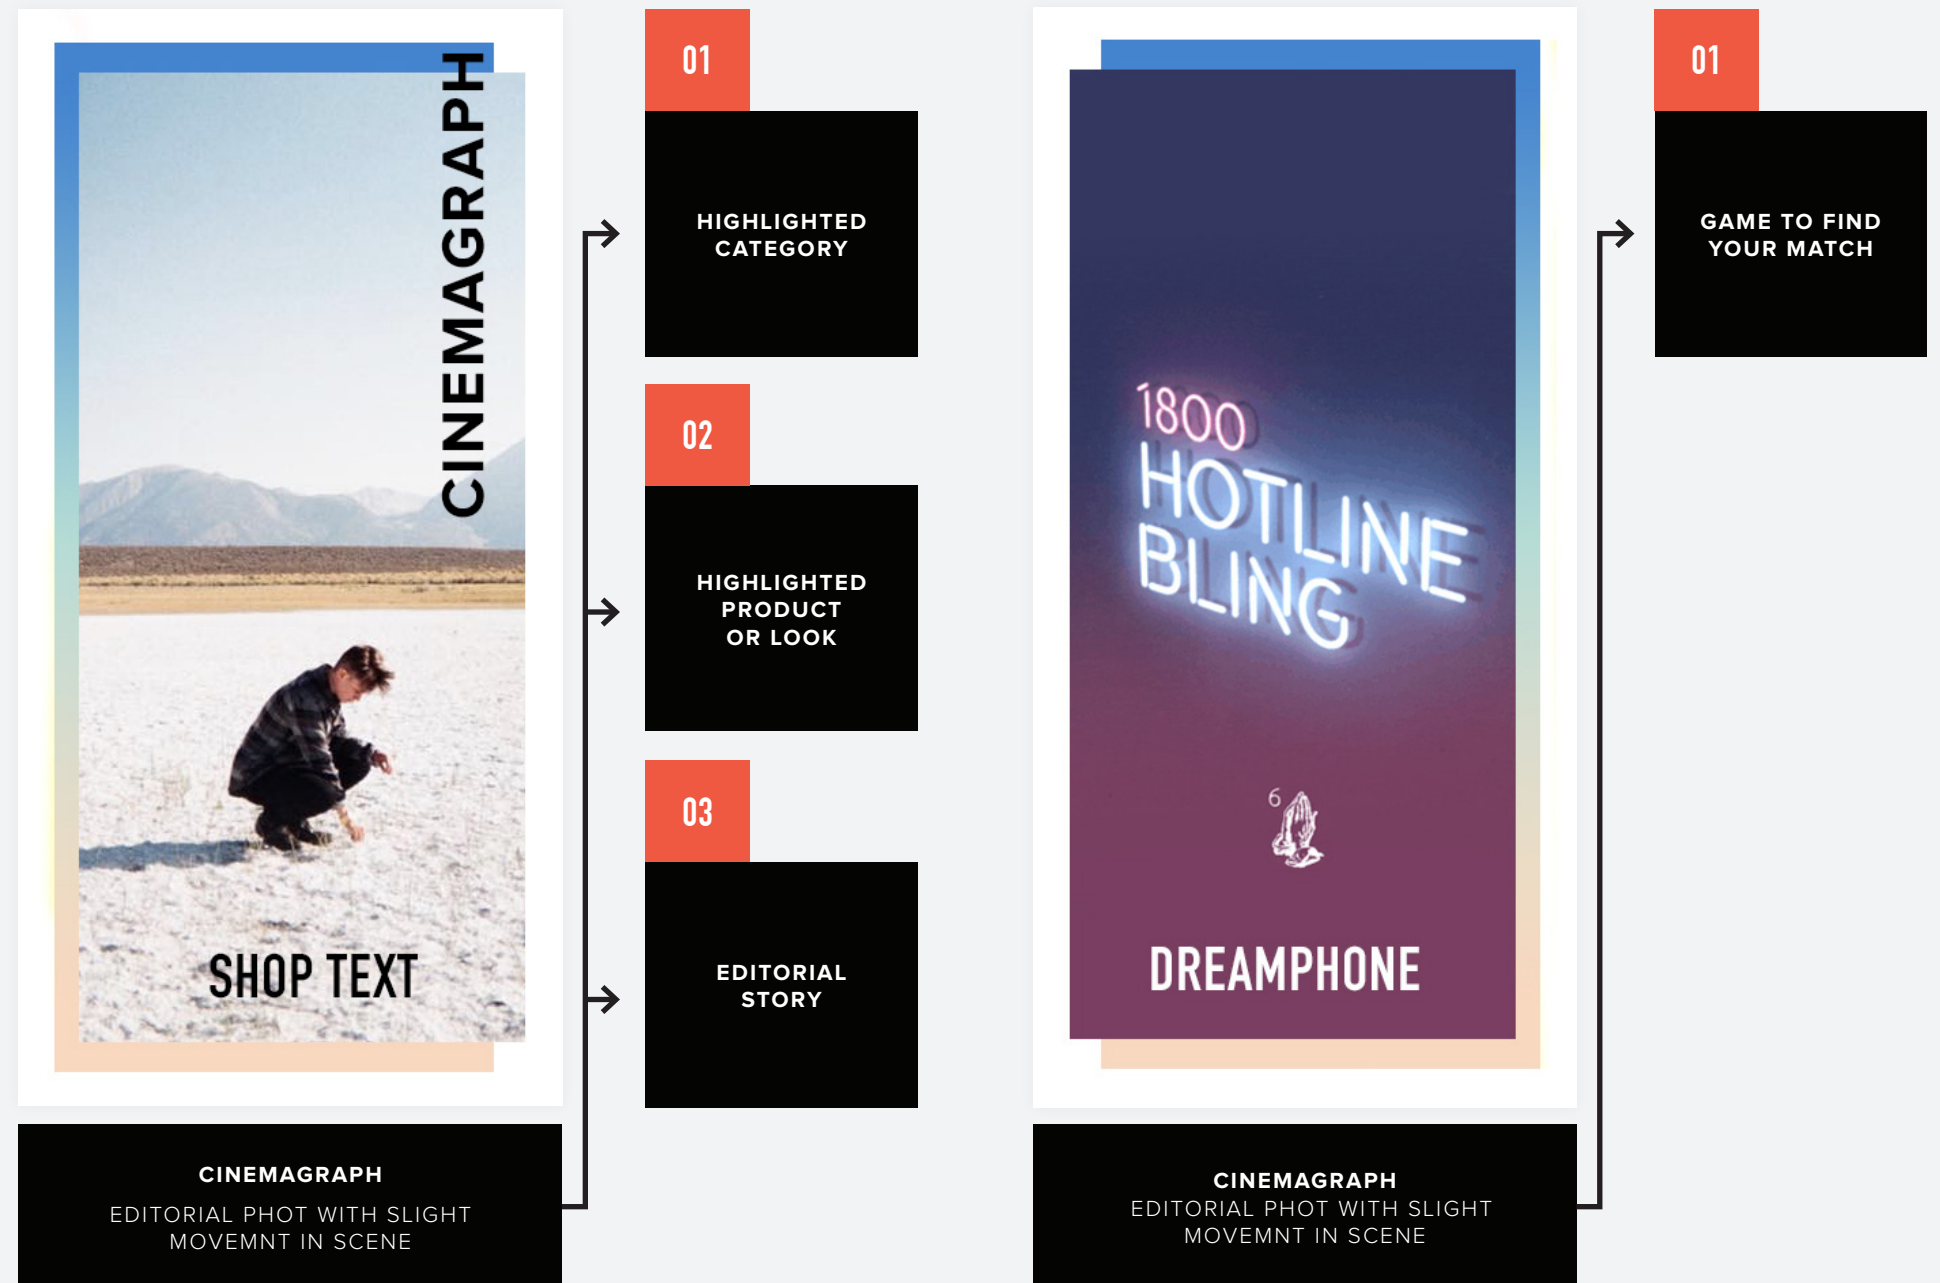 CINEMAGRAPH
SHOP TEXT
CINEMAGRAPH
EDITORIAL PHOT WITH SLIGHT
MOVEMNT IN SCENE
01
HIGHLIGHTED
CATEGORY
02
HIGHLIGHTED
PRODUCT
OR LOOK
03
EDITORIAL
STORY
1800
HOTLINE
BLING
6
DREAMPHONE
CINEMAGRAPH
EDITORIAL PHOT WITH SLIGHT
MOVEMNT IN SCENE
01
GAME TO FIND
YOUR MATCH